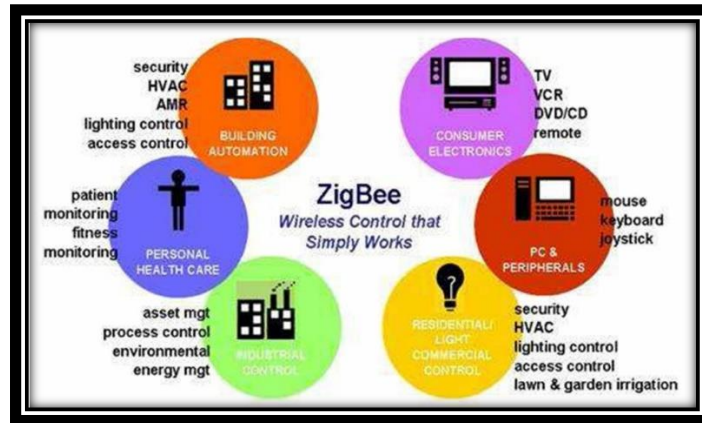 security
HVAC
AMR
lighting control
access control
BUILDING
AUTOMATION
TV
VCR
DVD/CD
remote
CONSUMER
ELECTRONICS
patient
monitoring
fitness
monitoring
PERSONAL
HEALTH CARE
ZigBee
Wireless Control that
Simply Works
mouse
keyboard
joystick
PC &
PERIPHERALS
asset mgt
process control
environmental
energy mgt
INDUSTRIAL
CONTROL
RESIDENTIAL/
LIGHT
COMMERCIAL
CONTROL
security
HVAC
lighting control
access control
lawn & garden irrigation